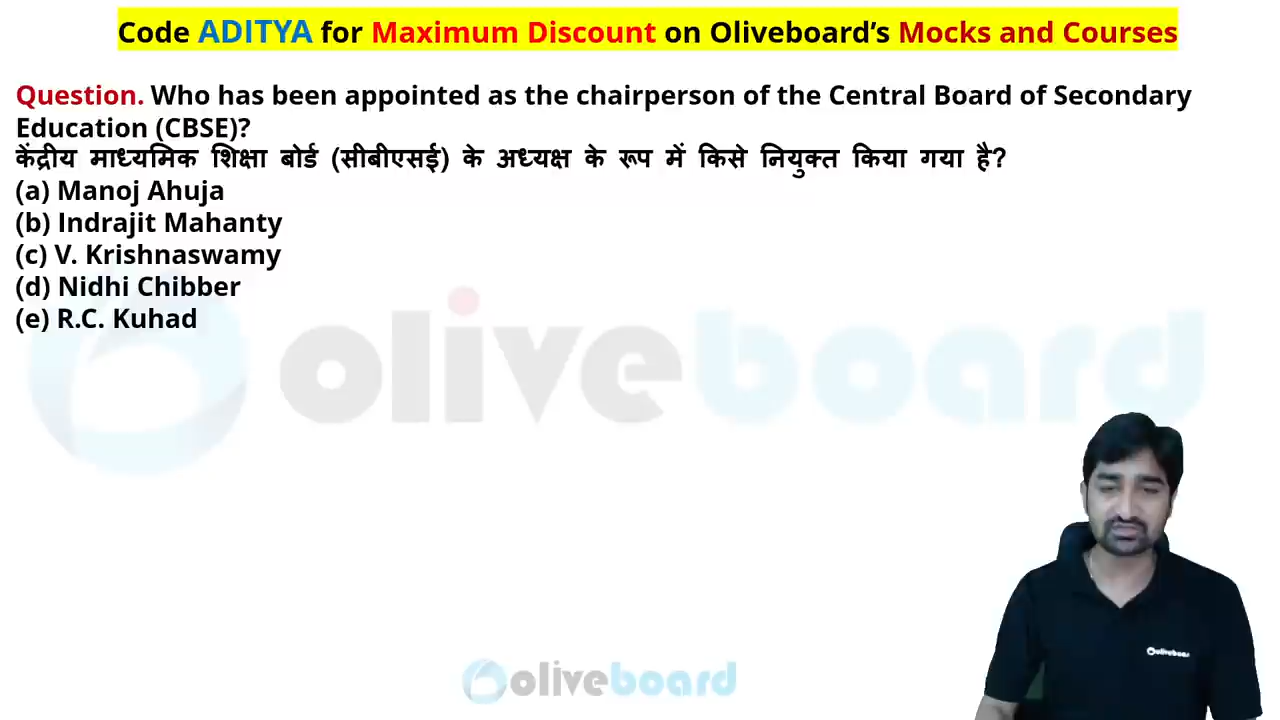 Code ADITYA for Maximum Discount on Oliveboard’s Mocks and Courses
Question. Who has been appointed as the chairperson of the Central Board of Secondary
Education (CBSE)?
केंद्रीय माध्यमिक शिक्षा बोर्ड (सीबीएसई) के अध्यक्ष के रूप में किसे नियुक्त किया गया है?
(a) Manoj Ahuja
(b) Indrajit Mahanty
(c) V. Krishnaswamy
(d) Nidhi Chibber
(e) R.C. Kuhad
oliveboard
oliveboard
oliveboard